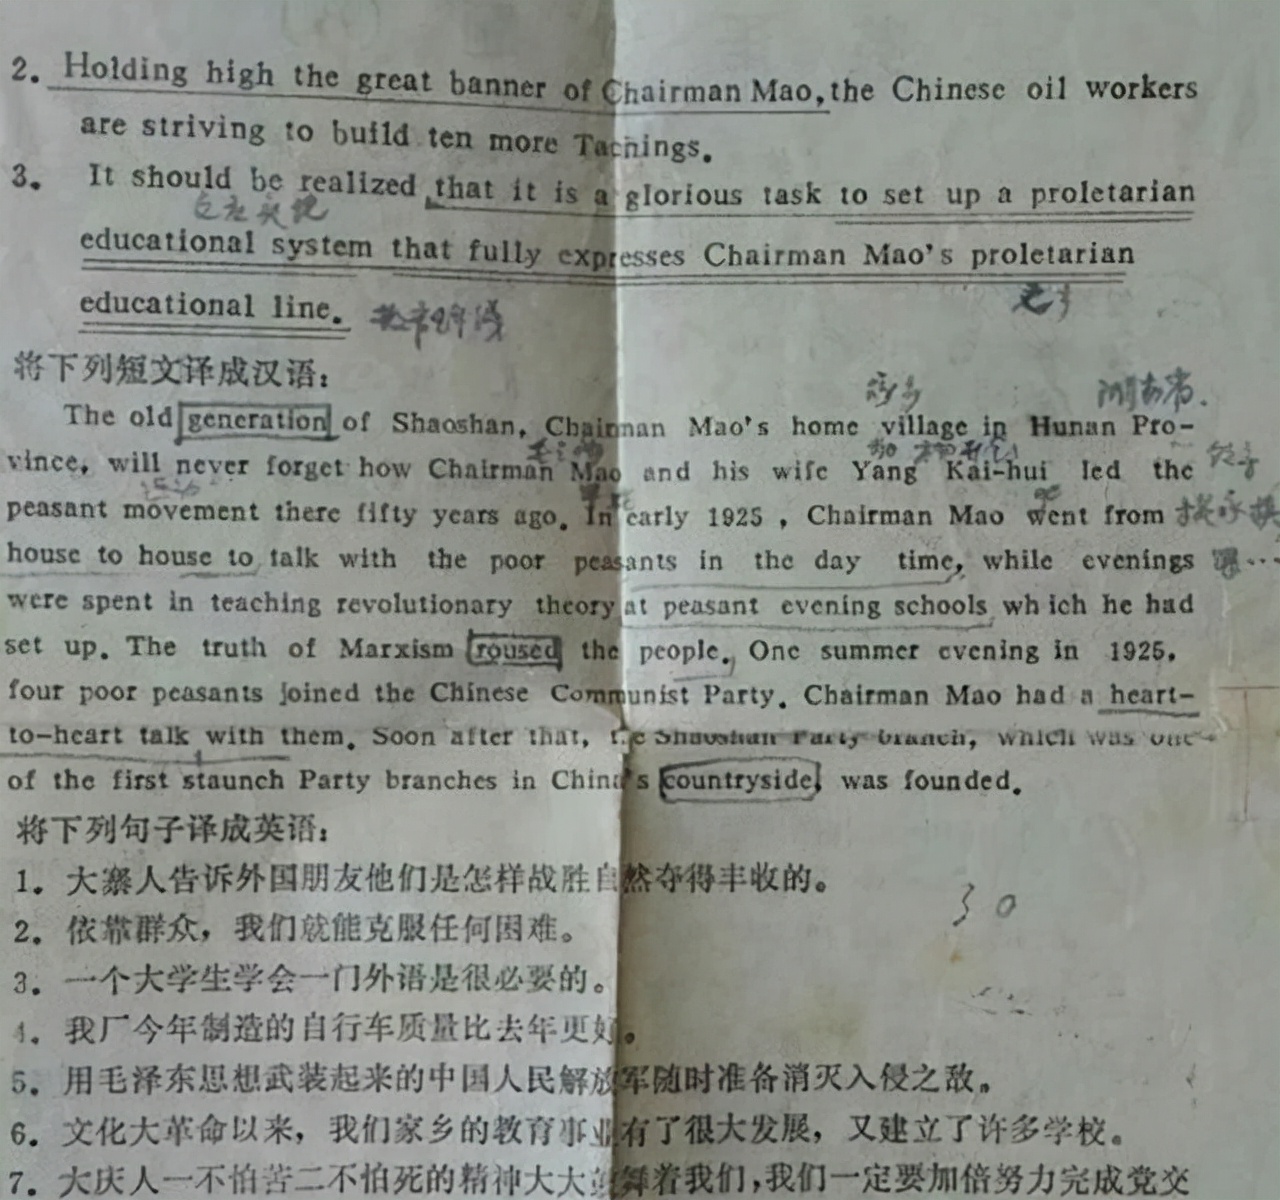 2. Holding high the great banner of Chairman Mao, the Chinese oil workers
are striving to build ten more Tachings.
3. It should be realized that it is a glorious task to set up a proletarian
educational system that fully expresses Chairman Mao's proletarian
educational line.
将下列短文译成汉语：
湖南省.
The old generation of Shaoshan, Chairman Mao's home village in Hunan Pro-
vince, will never forget how Chairman Mao and his wife Yang Kai-hui led the
peasant movement there fifty years ago. In early 1925, Chairman Mao went from
house to house to talk with the poor peasants in the day time, while evenings
were spent in teaching revolutionary theory at peasant evening schools which he had
set up. The truth of Marxism roused the people. One summer evening in 1925,
four poor peasants joined the Chinese Communist Party. Chairman Mao had a heart-
to-heart talk with them. Soon after that, the Shaoshan Party branch, which was one
of the first staunch Party branches in China's countryside, was founded.
将下列句子译成英语：
1. 大寨人告诉外国朋友他们是怎样战胜自然夺得丰收的。
30
2. 依靠群众，我们就能克服任何困难。
3. 一个大学生学会一门外语是很必要的。
4. 我厂今年制造的自行车质量比去年更好。
5. 用毛泽东思想武装起来的中国人民解放军随时准备消灭入侵之敌。
6. 文化大革命以来，我们家乡的教育事业有了很大发展，又建立了许多学校。
7. 大庆人一不怕苦二不怕死的精神大大鼓舞着我们，我们一定要加倍努力完成党交